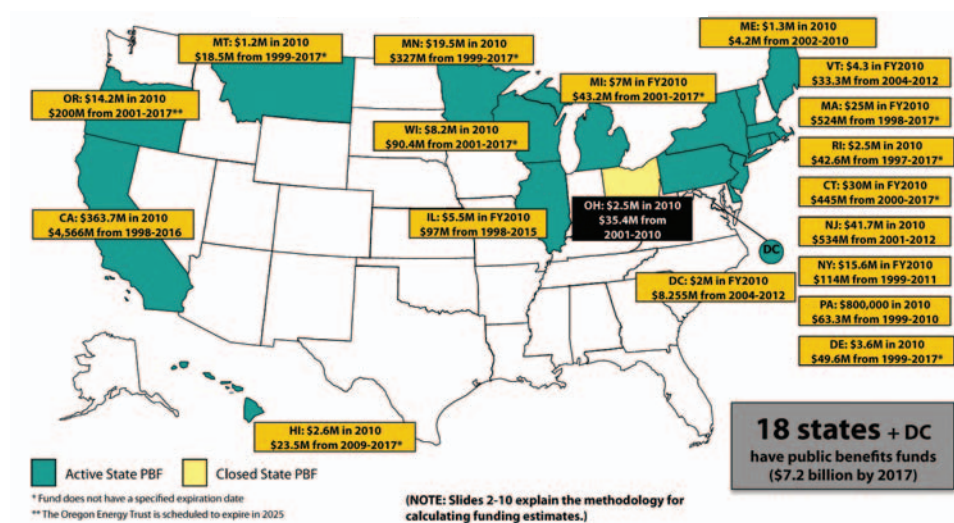 MT: $1.2M in 2010
$18.5M from 1999-2017*
MN: $19.5M in 2010
$327M from 1999-2017*
ME: $1.3M in 2010
$4.2M from 2002-2010
VT: $4.3 in FY2010
$33.3M from 2004-2012
OR: $14.2M in 2010
$200M from 2001-2017**
MI: $7M in FY2010
$43.2M from 2001-2017*
MA: $25M in FY2010
$524M from 1998-2017*
WI: $8.2M in 2010
$90.4M from 2001-2017*
RI: $2.5M in 2010
$42.6M from 1997-2017*
CT: $30M in FY2010
$445M from 2000-2017*
CA: $363.7M in 2010
$4,566M from 1998-2016
IL: $5.5M in FY2010
$97M from 1998-2015
OH: $2.5M in 2010
$35.4M from
2001-2010
NJ: $41.7M in 2010
$534M from 2001-2012
DC
NY: $15.6M in FY2010
$114M from 1999-2011
DC: $2M in FY2010
$8.255M from 2004-2012
PA: $800,000 in 2010
$63.3M from 1999-2010
DE: $3.6M in 2010
$49.6M from 1999-2017*
HI: $2.6M in 2010
$23.5M from 2009-2017*
18 states + DC
have public benefits funds
($7.2 billion by 2017)
Active State PBF
Closed State PBF
* Fund does not have a specified expiration date
** The Oregon Energy Trust is scheduled to expire in 2025
(NOTE: Slides 2-10 explain the methodology for
calculating funding estimates.)